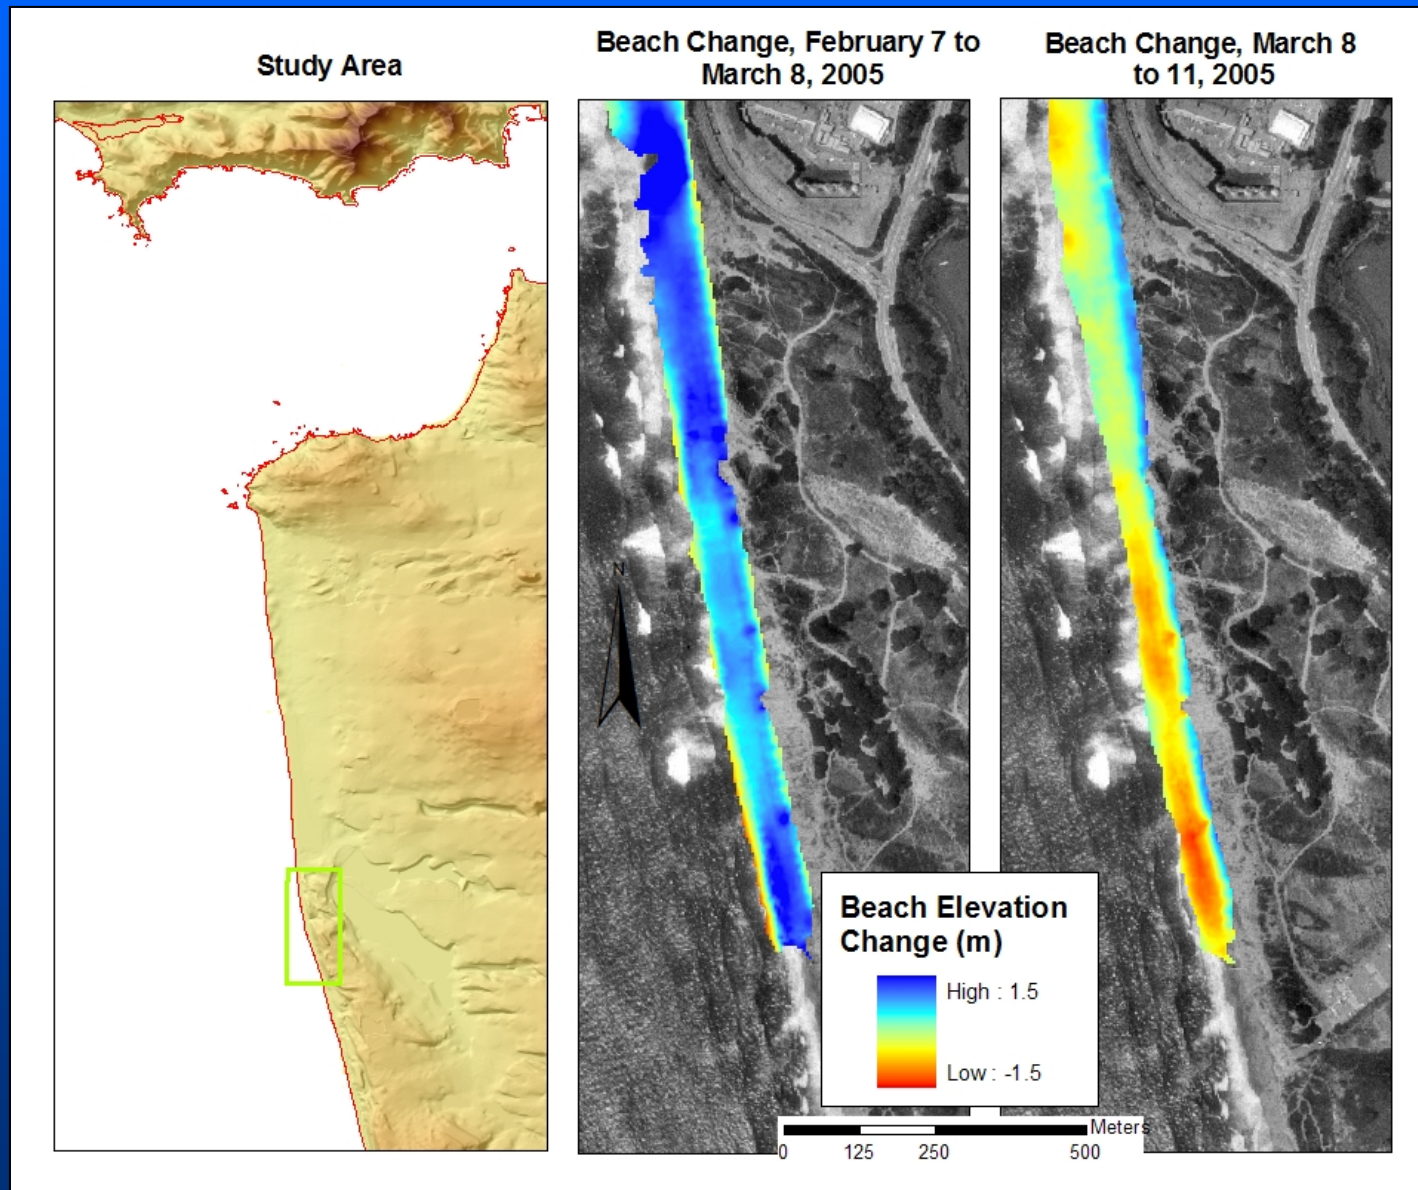 Study Area
Beach Change, February 7 to
March 8, 2005
Beach Change, March 8
to 11, 2005
N
Beach Elevation
Change (m)
High : 1.5
Low : -1.5
Meters
0 125 250 500